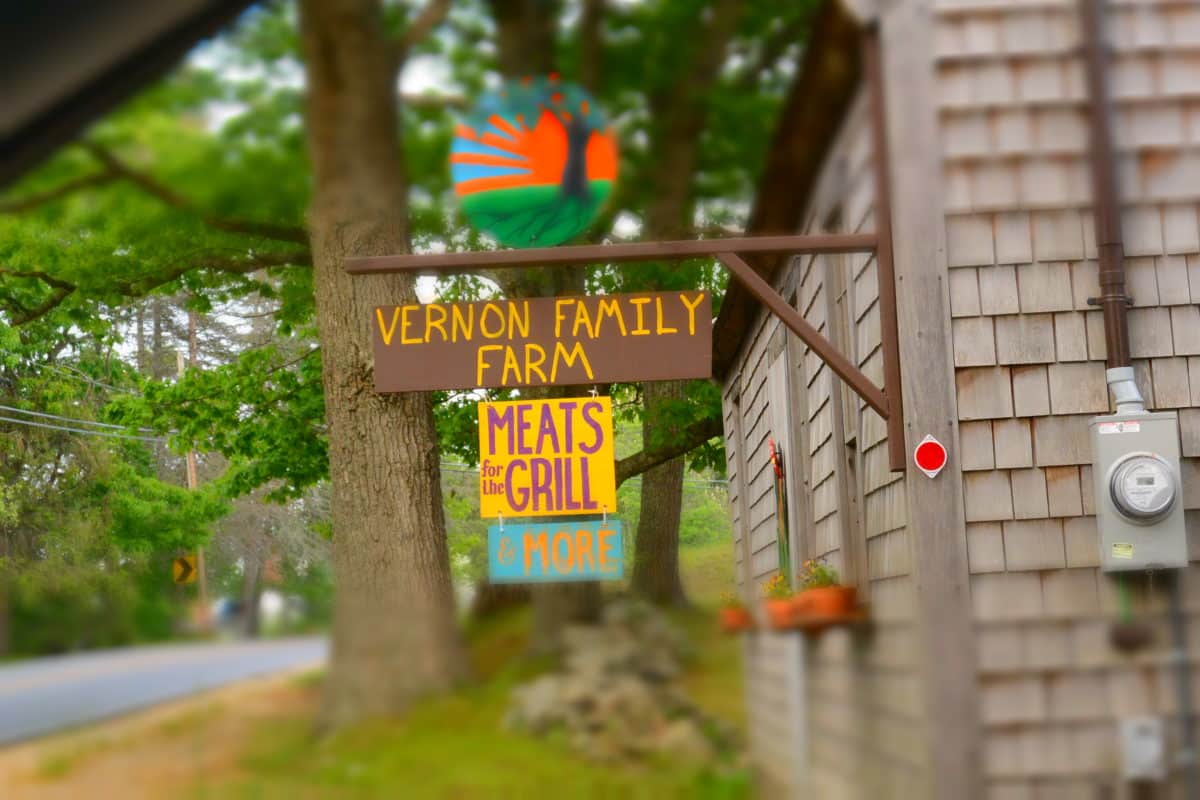 VERNON FAMILY
FARM
MEATS
for
the GRILL
& MORE